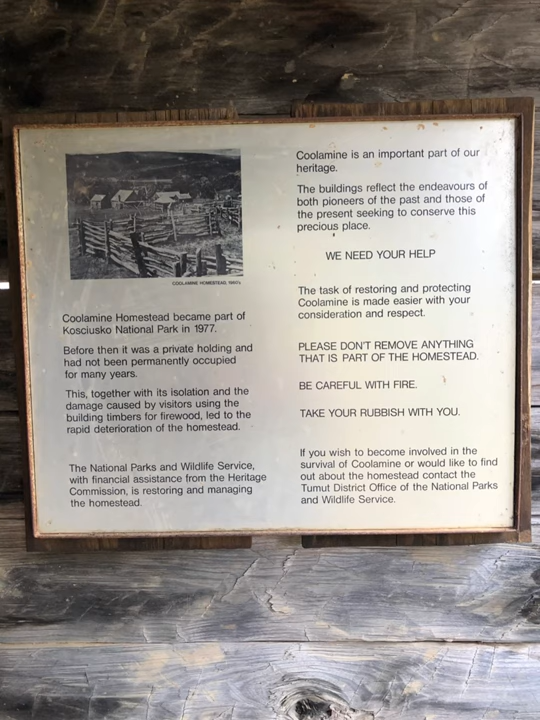 COOLAMINE HOMESTEAD, 1960's
Coolamine Homestead became part of
Kosciusko National Park in 1977.
Before then it was a private holding and
had not been permanently occupied
for many years.
This, together with its isolation and the
damage caused by visitors using the
building timbers for firewood, led to the
rapid deterioration of the homestead.
The National Parks and Wildlife Service,
with financial assistance from the Heritage
Commission, is restoring and managing
the homestead.
Coolamine is an important part of our
heritage.
The buildings reflect the endeavours of
both pioneers of the past and those of
the present seeking to conserve this
precious place.
WE NEED YOUR HELP
The task of restoring and protecting
Coolamine is made easier with your
consideration and respect.
PLEASE DON'T REMOVE ANYTHING
THAT IS PART OF THE HOMESTEAD.
BE CAREFUL WITH FIRE.
TAKE YOUR RUBBISH WITH YOU.
If you wish to become involved in the
survival of Coolamine or would like to find
out about the homestead contact the
Tumut District Office of the National Parks
and Wildlife Service.